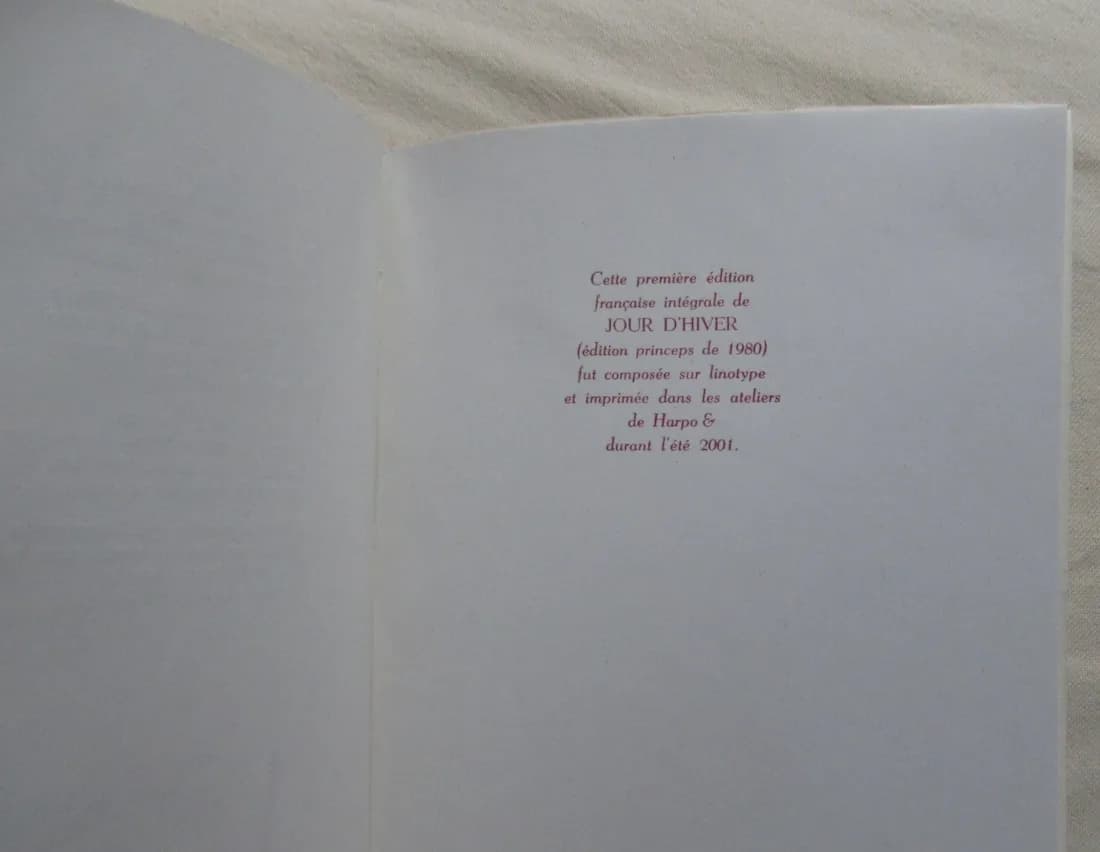 Cette première édition
française intégrale de
JOUR D'HIVER
(édition princeps de 1980)
fut composée sur linotype
et imprimée dans les ateliers
de Harpo &
durant l'été 2001.